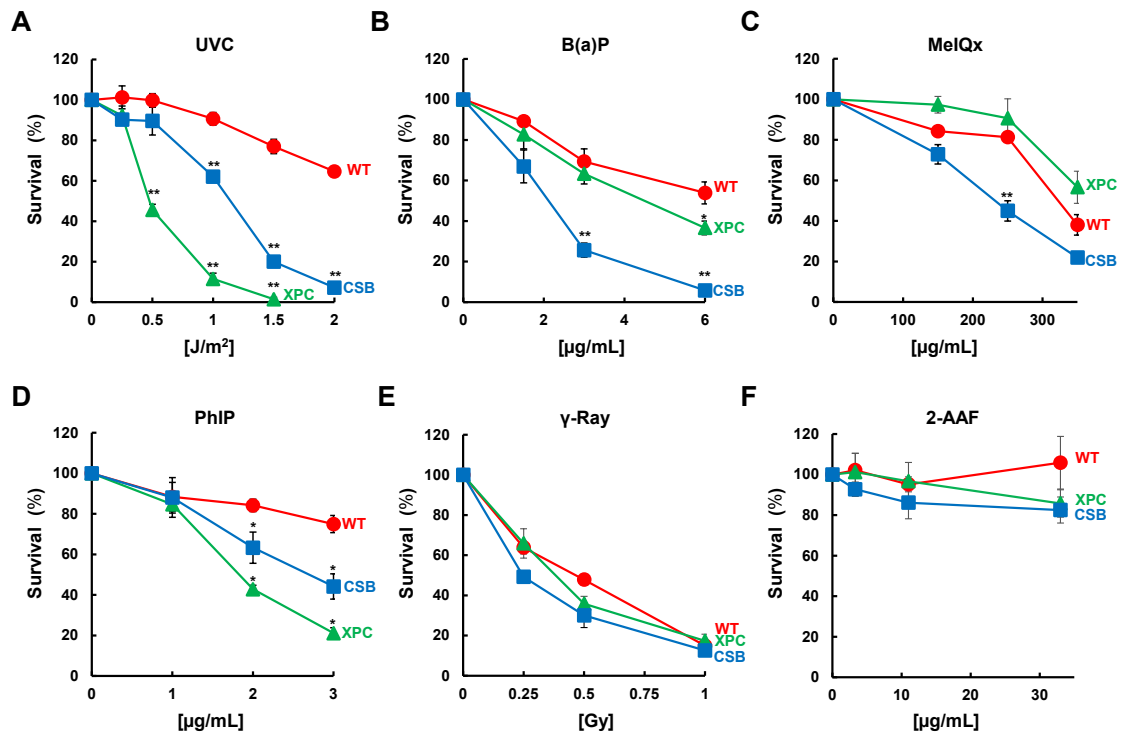 A
UVC
120
100
80
60
40
20
0
Survival (%)
**
**
**
**
**
**
WT
XPC
CSB
0
0.5
1
1.5
2
[J/m²]
B
B(a)P
120
100
80
60
40
20
0
Survival (%)
**
*
**
WT
XPC
CSB
0
2
4
6
[µg/mL]
C
MeIQx
120
100
80
60
40
20
0
Survival (%)
**
XPC
WT
CSB
0
100
200
300
[µg/mL]
D
PhIP
120
100
80
60
40
20
0
Survival (%)
*
*
*
*
WT
CSB
XPC
0
1
2
3
[µg/mL]
E
γ-Ray
120
100
80
60
40
20
0
Survival (%)
WT
XPC
CSB
0
0.25
0.5
0.75
1
[Gy]
F
2-AAF
120
100
80
60
40
20
0
Survival (%)
WT
XPC
CSB
0
10
20
30
[µg/mL]